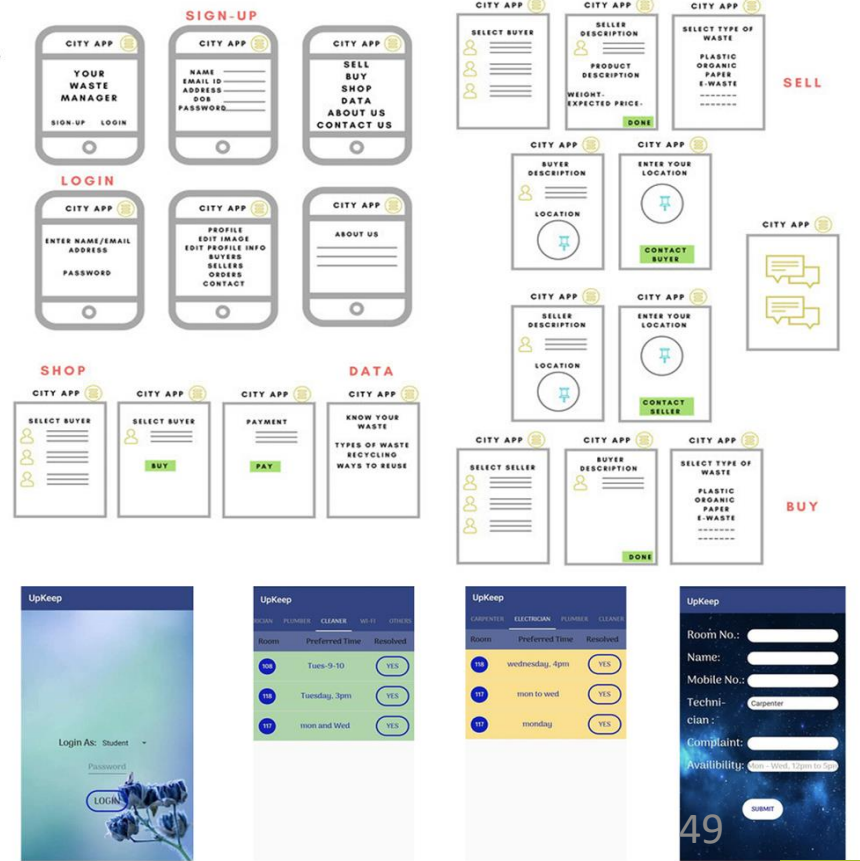 SIGN-UP
CITY APP
YOUR
WASTE
MANAGER
SIGN-UP LOGIN
CITY APP
NAME
EMAIL ID
ADDRESS
DOB
PASSWORD
CITY APP
SELL
BUY
SHOP
DATA
ABOUT US
CONTACT US
LOGIN
CITY APP
ENTER NAME/EMAIL
ADDRESS
PASSWORD
CITY APP
PROFILE
EDIT IMAGE
EDIT PROFILE INFO
BUYERS
SELLERS
ORDERS
CONTACT
CITY APP
ABOUT US
SHOP
CITY APP
SELECT BUYER
CITY APP
SELECT BUYER
BUY
CITY APP
PAYMENT
PAY
DATA
CITY APP
KNOW YOUR
WASTE
TYPES OF WASTE
RECYCLING
WAYS TO REUSE
CITY APP
SELECT BUYER
CITY APP
SELLER
DESCRIPTION
PRODUCT
DESCRIPTION
WEIGHT-
EXPECTED PRICE-
DONE
CITY APP
SELECT TYPE OF
WASTE
PLASTIC
ORGANIC
PAPER
E-WASTE
SELL
CITY APP
BUYER
DESCRIPTION
LOCATION
CITY APP
ENTER YOUR
LOCATION
CONTACT
BUYER
CITY APP
CITY APP
SELLER
DESCRIPTION
LOCATION
CITY APP
ENTER YOUR
LOCATION
CONTACT
SELLER
CITY APP
SELECT SELLER
CITY APP
BUYER
DESCRIPTION
DONE
CITY APP
SELECT TYPE OF
WASTE
PLASTIC
ORGANIC
PAPER
E-WASTE
BUY
UpKeep
Login As: Student
Password
LOGIN
UpKeep
RICIAN PLUMBER CLEANER WI-FI OTHERS
Room Preferred Time Resolved
108 Tues-9-10 YES
118 Tuesday, 3pm YES
117 mon and Wed YES
UpKeep
CARPENTER ELECTRICIAN PLUMBER CLEANER
Room Preferred Time Resolved
118 wednesday, 4pm YES
117 mon to wed YES
117 monday YES
UpKeep
Room No.:
Name:
Mobile No.:
Techni-
cian : Carpenter
Complaint:
Availibility: Mon - Wed, 12pm to 5pm
SUBMIT
49